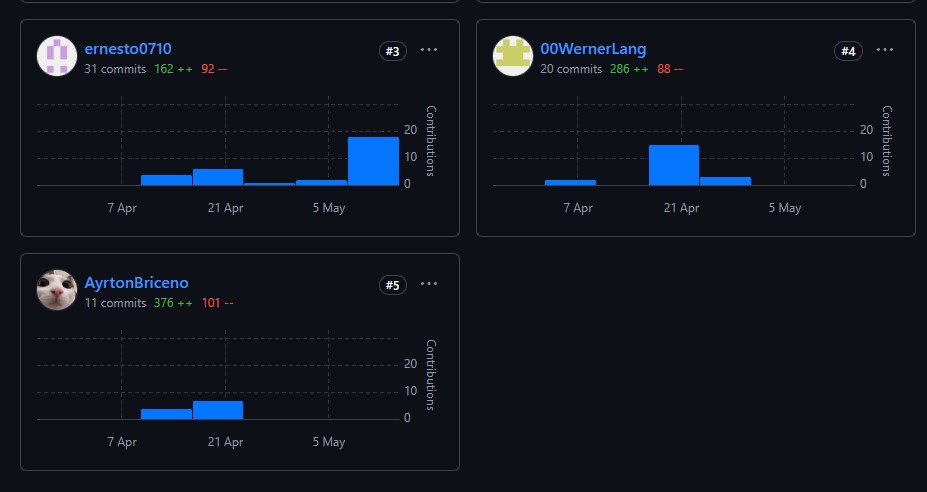 ernesto0710
#3
31 commits 162 ++ 92 --
20
10
0
Contributions
7 Apr 21 Apr 5 May
00WernerLang
#4
20 commits 286 ++ 88 --
20
10
0
Contributions
7 Apr 21 Apr 5 May
AyrtonBriceno
#5
11 commits 376 ++ 101 --
20
10
0
Contributions
7 Apr 21 Apr 5 May